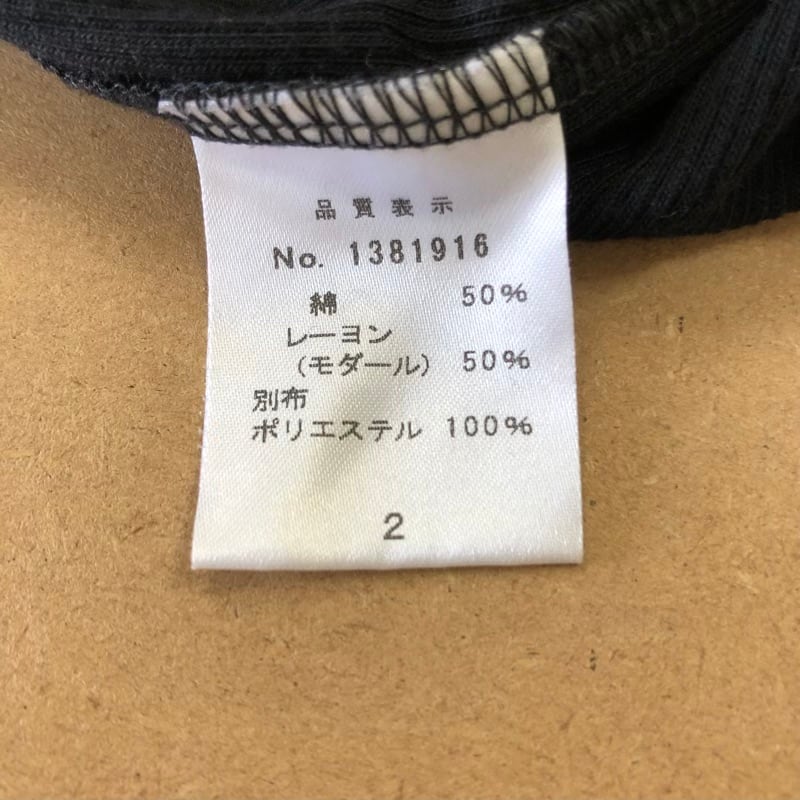 品質表示
No. 1381916
綿 50%
レーヨン
(モダール) 50%
別布
ポリエステル 100%
2